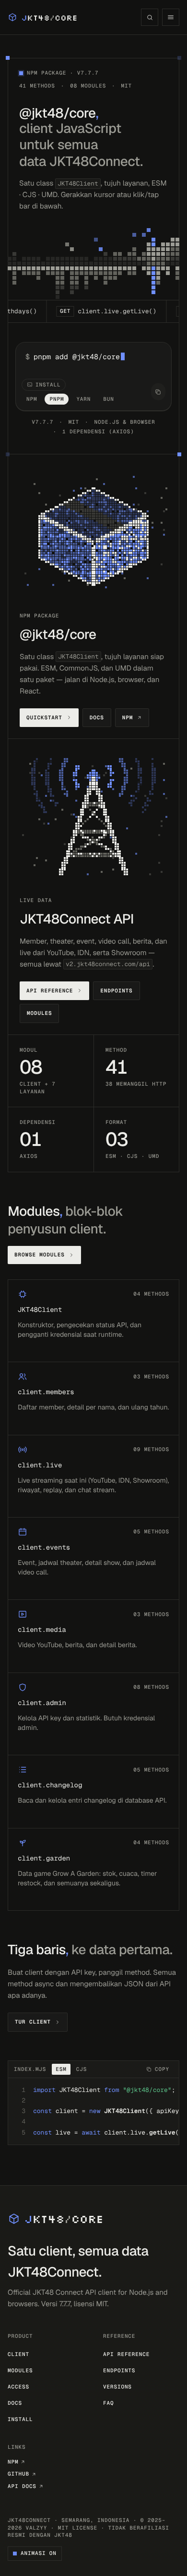 JKT48/CORE
NPM PACKAGE · V7.7.7
41 METHODS · 08 MODULES · MIT
@jkt48/core,
client JavaScript
untuk semua
data JKT48Connect.
Satu class JKT48Client, tujuh layanan, ESM
· CJS · UMD. Gerakkan kursor atau klik/tap
bar di bawah.
thdays() GET client.live.getLive()
$ pnpm add @jkt48/core
INSTALL
NPM PNPM YARN BUN
V7.7.7 · MIT · NODE.JS & BROWSER
· 1 DEPENDENSI (AXIOS)
NPM PACKAGE
@jkt48/core
Satu class JKT48Client, tujuh layanan siap
pakai. ESM, CommonJS, dan UMD dalam
satu paket — jalan di Node.js, browser, dan
React.
QUICKSTART DOCS NPM
LIVE DATA
JKT48Connect API
Member, theater, event, video call, berita, dan
live dari YouTube, IDN, serta Showroom —
semua lewat v2.jkt48connect.com/api.
API REFERENCE ENDPOINTS
MODULES
MODUL
08
CLIENT + 7
LAYANAN
METHOD
41
38 MEMANGGIL HTTP
DEPENDENSI
01
AXIOS
FORMAT
03
ESM · CJS · UMD
Modules, blok-blok
penyusun client.
BROWSE MODULES
04 METHODS
JKT48Client
Konstruktor, pengecekan status API, dan
pengganti kredensial saat runtime.
03 METHODS
client.members
Daftar member, detail per nama, dan ulang tahun.
09 METHODS
client.live
Live streaming saat ini (YouTube, IDN, Showroom),
riwayat, replay, dan chat stream.
05 METHODS
client.events
Event, jadwal theater, detail show, dan jadwal
video call.
03 METHODS
client.media
Video YouTube, berita, dan detail berita.
08 METHODS
client.admin
Kelola API key dan statistik. Butuh kredensial
admin.
05 METHODS
client.changelog
Baca dan kelola entri changelog di database API.
04 METHODS
client.garden
Data game Grow A Garden: stok, cuaca, timer
restock, dan semuanya sekaligus.
Tiga baris, ke data pertama.
Buat client dengan API key, panggil method. Semua
method async dan mengembalikan JSON dari API
apa adanya.
TUR CLIENT
INDEX.MJS ESM CJS COPY
1 import JKT48Client from "@jkt48/core";
2
3 const client = new JKT48Client({ apiKey
4
5 const live = await client.live.getLive(
JKT48/CORE
Satu client, semua data
JKT48Connect.
Official JKT48 Connect API client for Node.js and
browsers. Versi 7.7.7, lisensi MIT.
PRODUCT
CLIENT
MODULES
ACCESS
DOCS
INSTALL
REFERENCE
API REFERENCE
ENDPOINTS
VERSIONS
FAQ
LINKS
NPM
GITHUB
API DOCS
JKT48CONNECT · SEMARANG, INDONESIA · © 2025–
2026 VALZYY · MIT LICENSE · TIDAK BERAFILIASI
RESMI DENGAN JKT48
ANIMASI ON